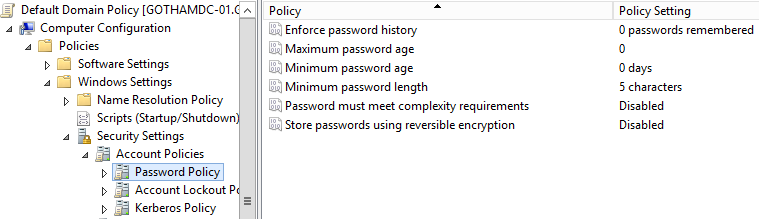 Default Domain Policy [GOTHAMDC-01.
Computer Configuration
Policies
Software Settings
Windows Settings
Name Resolution Policy
Scripts (Startup/Shutdown)
Security Settings
Account Policies
Password Policy
Account Lockout Po
Kerberos Policy
Policy Policy Setting
Enforce password history 0 passwords remembered
Maximum password age 0
Minimum password age 0 days
Minimum password length 5 characters
Password must meet complexity requirements Disabled
Store passwords using reversible encryption Disabled